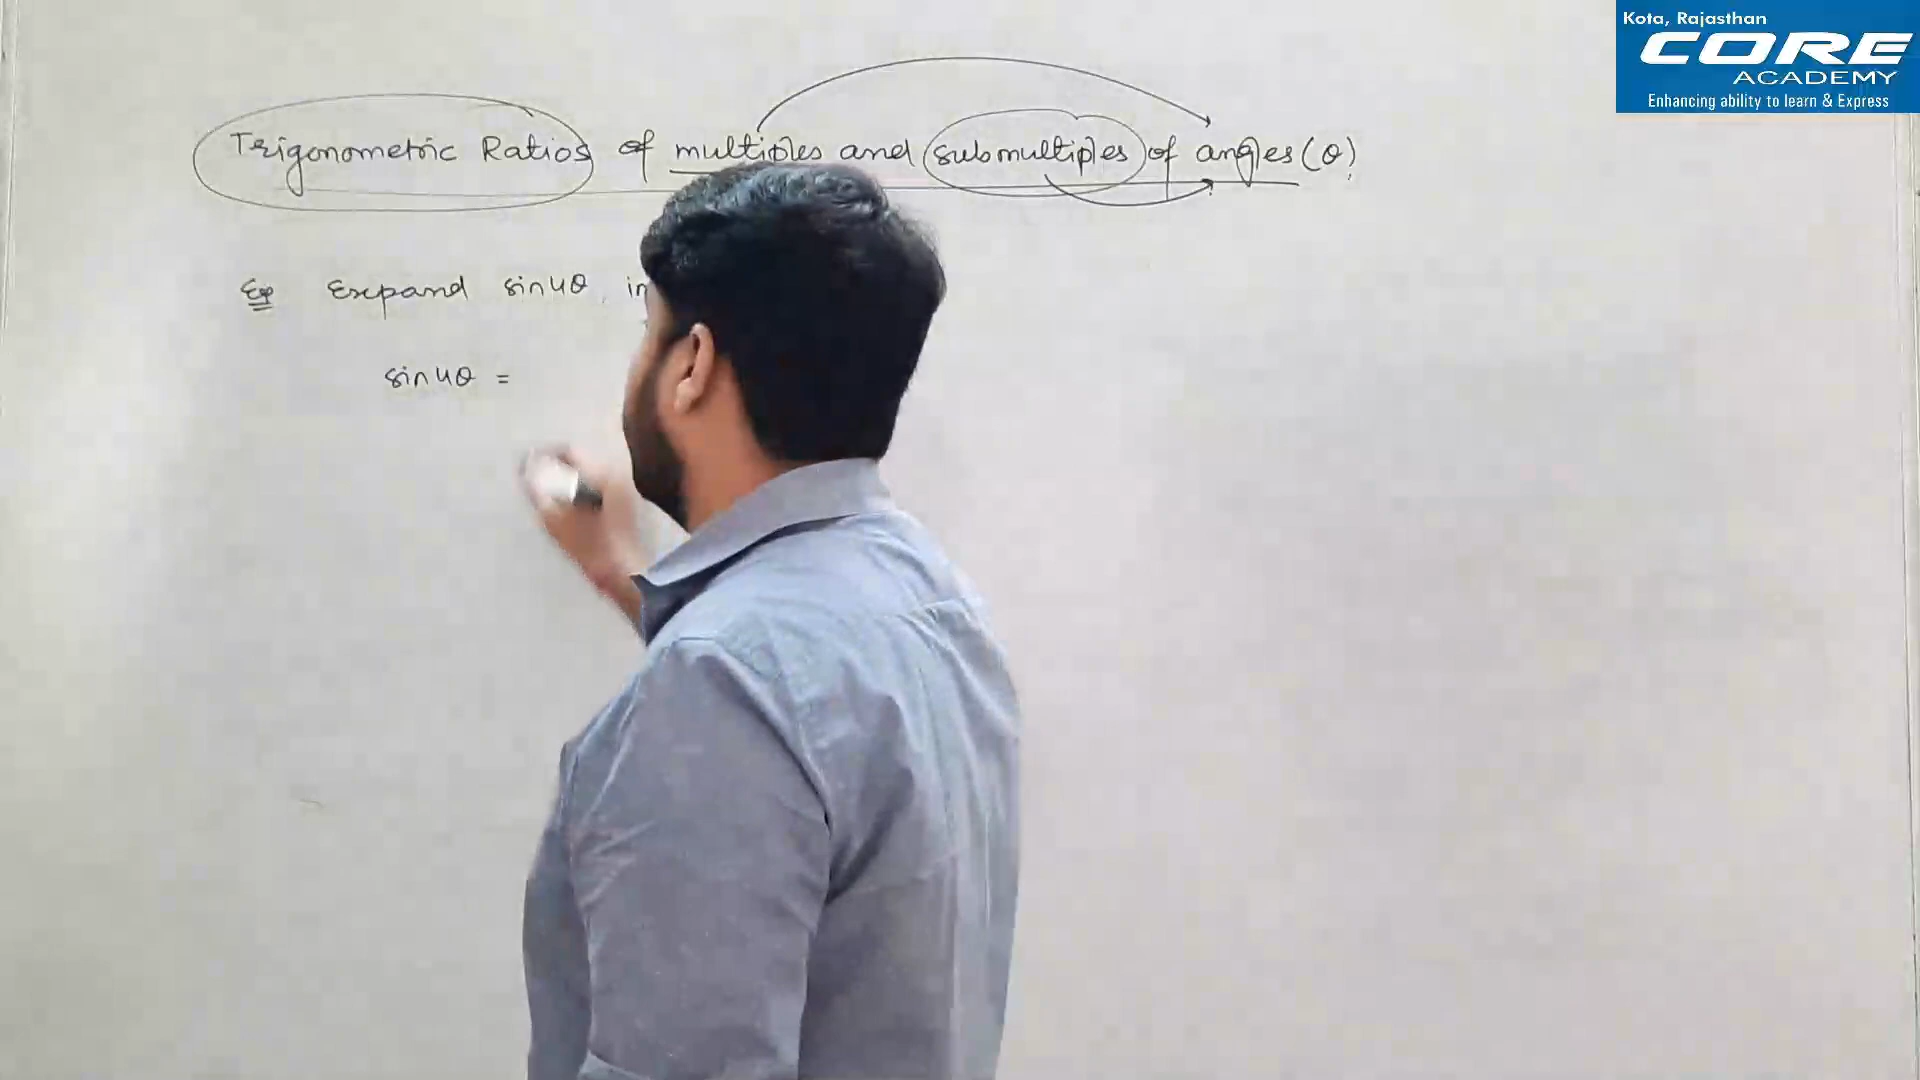 Kota, Rajasthan
CORE
ACADEMY
Enhancing ability to learn & Express
Trigonometric Ratios of multiples and submultiples of angles (θ)
Ex Expand sin4θ, in
sin4θ =